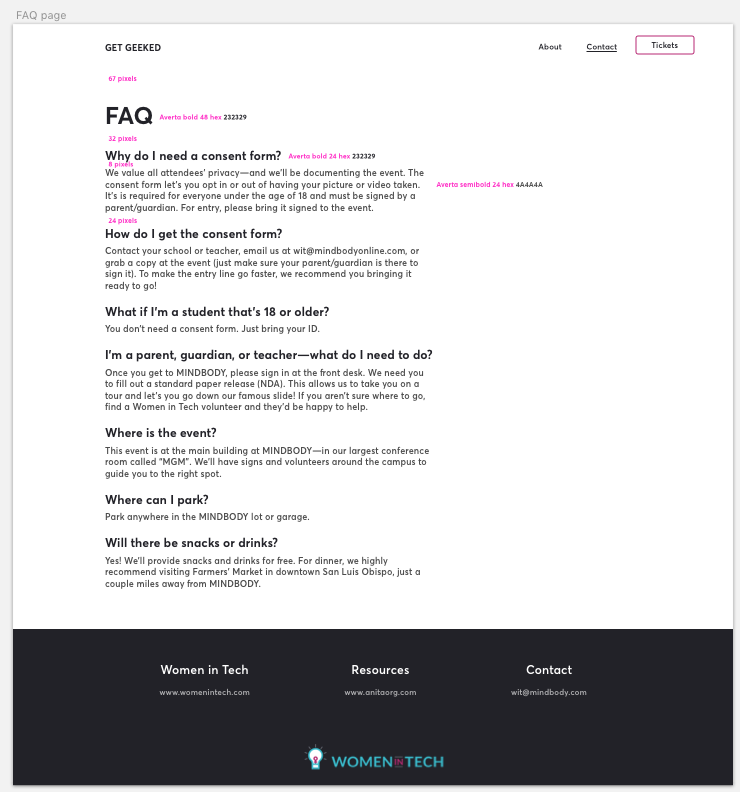 FAQ page
GET GEEKED
About
Contact
Tickets
67 pixels
FAQ Averta bold 48 hex 232329
32 pixels
Why do I need a consent form? Averta bold 24 hex 232329
8 pixels
We value all attendees' privacy—and we'll be documenting the event. The
consent form let's you opt in or out of having your picture or video taken.
Averta semibold 24 hex 4A4A4A
It's is required for everyone under the age of 18 and must be signed by a
parent/guardian. For entry, please bring it signed to the event.
24 pixels
How do I get the consent form?
Contact your school or teacher, email us at wit@mindbodyonline.com, or
grab a copy at the event (just make sure your parent/guardian is there to
sign it). To make the entry line go faster, we recommend you bringing it
ready to go!
What if I'm a student that's 18 or older?
You don't need a consent form. Just bring your ID.
I'm a parent, guardian, or teacher—what do I need to do?
Once you get to MINDBODY, please sign in at the front desk. We need you
to fill out a standard paper release (NDA). This allows us to take you on a
tour and let's you go down our famous slide! If you aren't sure where to go,
find a Women in Tech volunteer and they'd be happy to help.
Where is the event?
This event is at the main building at MINDBODY—in our largest conference
room called "MGM". We'll have signs and volunteers around the campus to
guide you to the right spot.
Where can I park?
Park anywhere in the MINDBODY lot or garage.
Will there be snacks or drinks?
Yes! We'll provide snacks and drinks for free. For dinner, we highly
recommend visiting Farmers' Market in downtown San Luis Obispo, just a
couple miles away from MINDBODY.
Women in Tech
www.womenintech.com
Resources
www.anitaorg.com
Contact
wit@mindbody.com
WOMEN IN TECH